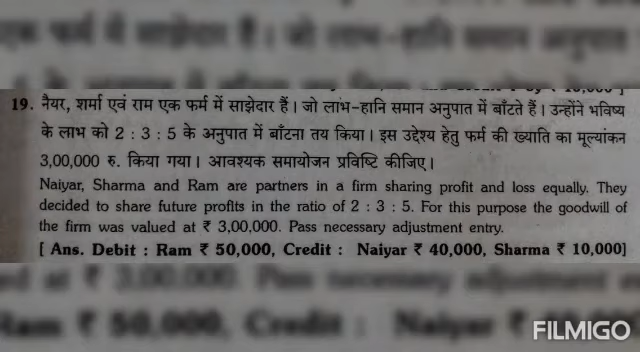 19. नैयर, शर्मा एवं राम एक फर्म में साझेदार हैं। जो लाभ-हानि समान अनुपात में बाँटते हैं। उन्होंने भविष्य
के लाभ को 2 : 3 : 5 के अनुपात में बाँटना तय किया। इस उद्देश्य हेतु फर्म की ख्याति का मूल्यांकन
3,00,000 रु. किया गया। आवश्यक समायोजन प्रविष्टि कीजिए।
Naiyar, Sharma and Ram are partners in a firm sharing profit and loss equally. They
decided to share future profits in the ratio of 2 : 3 : 5. For this purpose the goodwill of
the firm was valued at ₹ 3,00,000. Pass necessary adjustment entry.
[ Ans. Debit : Ram ₹ 50,000, Credit : Naiyar ₹ 40,000, Sharma ₹ 10,000]
FILMIGO